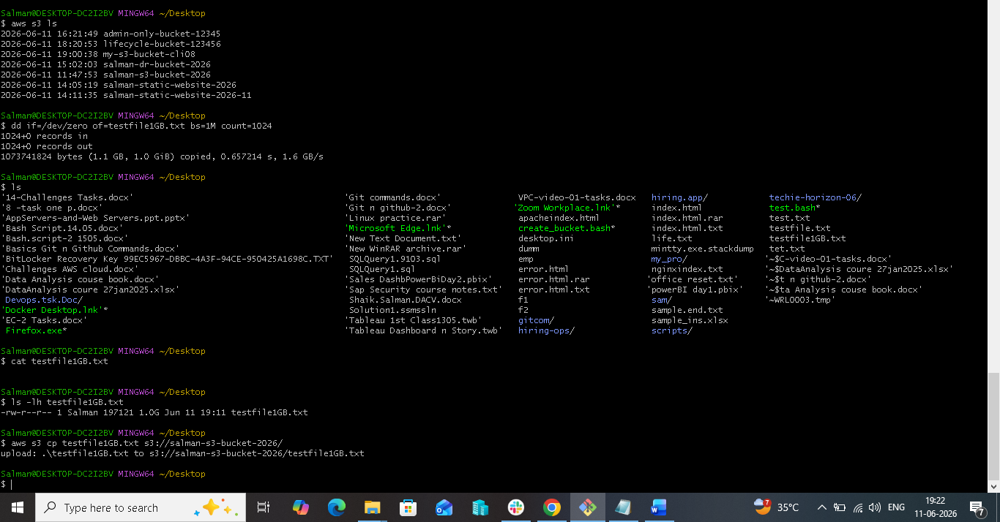 Salman@DESKTOP-DC2I2BV MINGW64 ~/Desktop
$ aws s3 ls
2026-06-11 16:21:49 admin-only-bucket-12345
2026-06-11 18:20:53 lifecycle-bucket-123456
2026-06-11 19:00:38 my-s3-bucket-cli08
2026-06-11 15:02:03 salman-dr-bucket-2026
2026-06-11 11:47:53 salman-s3-bucket-2026
2026-06-11 14:05:19 salman-static-website-2026
2026-06-11 14:11:35 salman-static-website-2026-11
Salman@DESKTOP-DC2I2BV MINGW64 ~/Desktop
$ dd if=/dev/zero of=testfile1GB.txt bs=1M count=1024
1024+0 records in
1024+0 records out
1073741824 bytes (1.1 GB, 1.0 GiB) copied, 0.657214 s, 1.6 GB/s
Salman@DESKTOP-DC2I2BV MINGW64 ~/Desktop
$ ls
'14-Challenges Tasks.docx' 'Git commands.docx' VPC-video-01-tasks.docx hiring.app/ techie-horizon-06/
'8 -task one p.docx' 'Git n github-2.docx' 'Zoom Workplace.lnk'* index.html test.bash*
'AppServers-and-Web Servers.ppt.pptx' 'Linux practice.rar' apacheindex.html index.html.rar test.txt
'Bash Script.14.05.docx' 'Microsoft Edge.lnk'* create_bucket.bash* index.html.txt testfile.txt
'Bash.script-2 1505.docx' 'New Text Document.txt' desktop.ini life.txt testfile1GB.txt
'Basics Git n Github Commands.docx' 'New WinRAR archive.rar' dumm mintty.exe.stackdump tet.txt
'BitLocker Recovery Key 99EC5967-DBBC-4A3F-94CE-950425A1698C.TXT' SQLQuery1.9103.sql emp my_pro/ '~$C-video-01-tasks.docx'
'Challenges AWS cloud.docx' SQLQuery1.sql error.html nginxindex.txt '~$DataAnalysis coure 27jan2025.xlsx'
'Data Analysis couse book.docx' 'Sales DashbPowerBiDay2.pbix' error.html.rar 'office reset.txt' '~$t n github-2.docx'
'DataAnalysis coure 27jan2025.xlsx' 'Sap Security course notes.txt' error.html.txt 'powerBI day1.pbix' '~$ta Analysis couse book.docx'
Devops.tsk.Doc/ Shaik.Salman.DACV.docx f1 sam/ '~WRL0003.tmp'
'Docker Desktop.lnk'* Solution1.ssmssln f2 sample.end.txt
'EC-2 Tasks.docx' 'Tableau 1st Class1305.twb' gitcom/ sample_ins.xlsx
Firefox.exe* 'Tableau Dashboard n Story.twb' hiring-ops/ scripts/
Salman@DESKTOP-DC2I2BV MINGW64 ~/Desktop
$ cat testfile1GB.txt
Salman@DESKTOP-DC2I2BV MINGW64 ~/Desktop
$ ls -lh testfile1GB.txt
-rw-r--r-- 1 Salman 197121 1.0G Jun 11 19:11 testfile1GB.txt
Salman@DESKTOP-DC2I2BV MINGW64 ~/Desktop
$ aws s3 cp testfile1GB.txt s3://salman-s3-bucket-2026/
upload: .\testfile1GB.txt to s3://salman-s3-bucket-2026/testfile1GB.txt
Salman@DESKTOP-DC2I2BV MINGW64 ~/Desktop
$
Type here to search 7 35°C ENG 19:22 11-06-2026 7